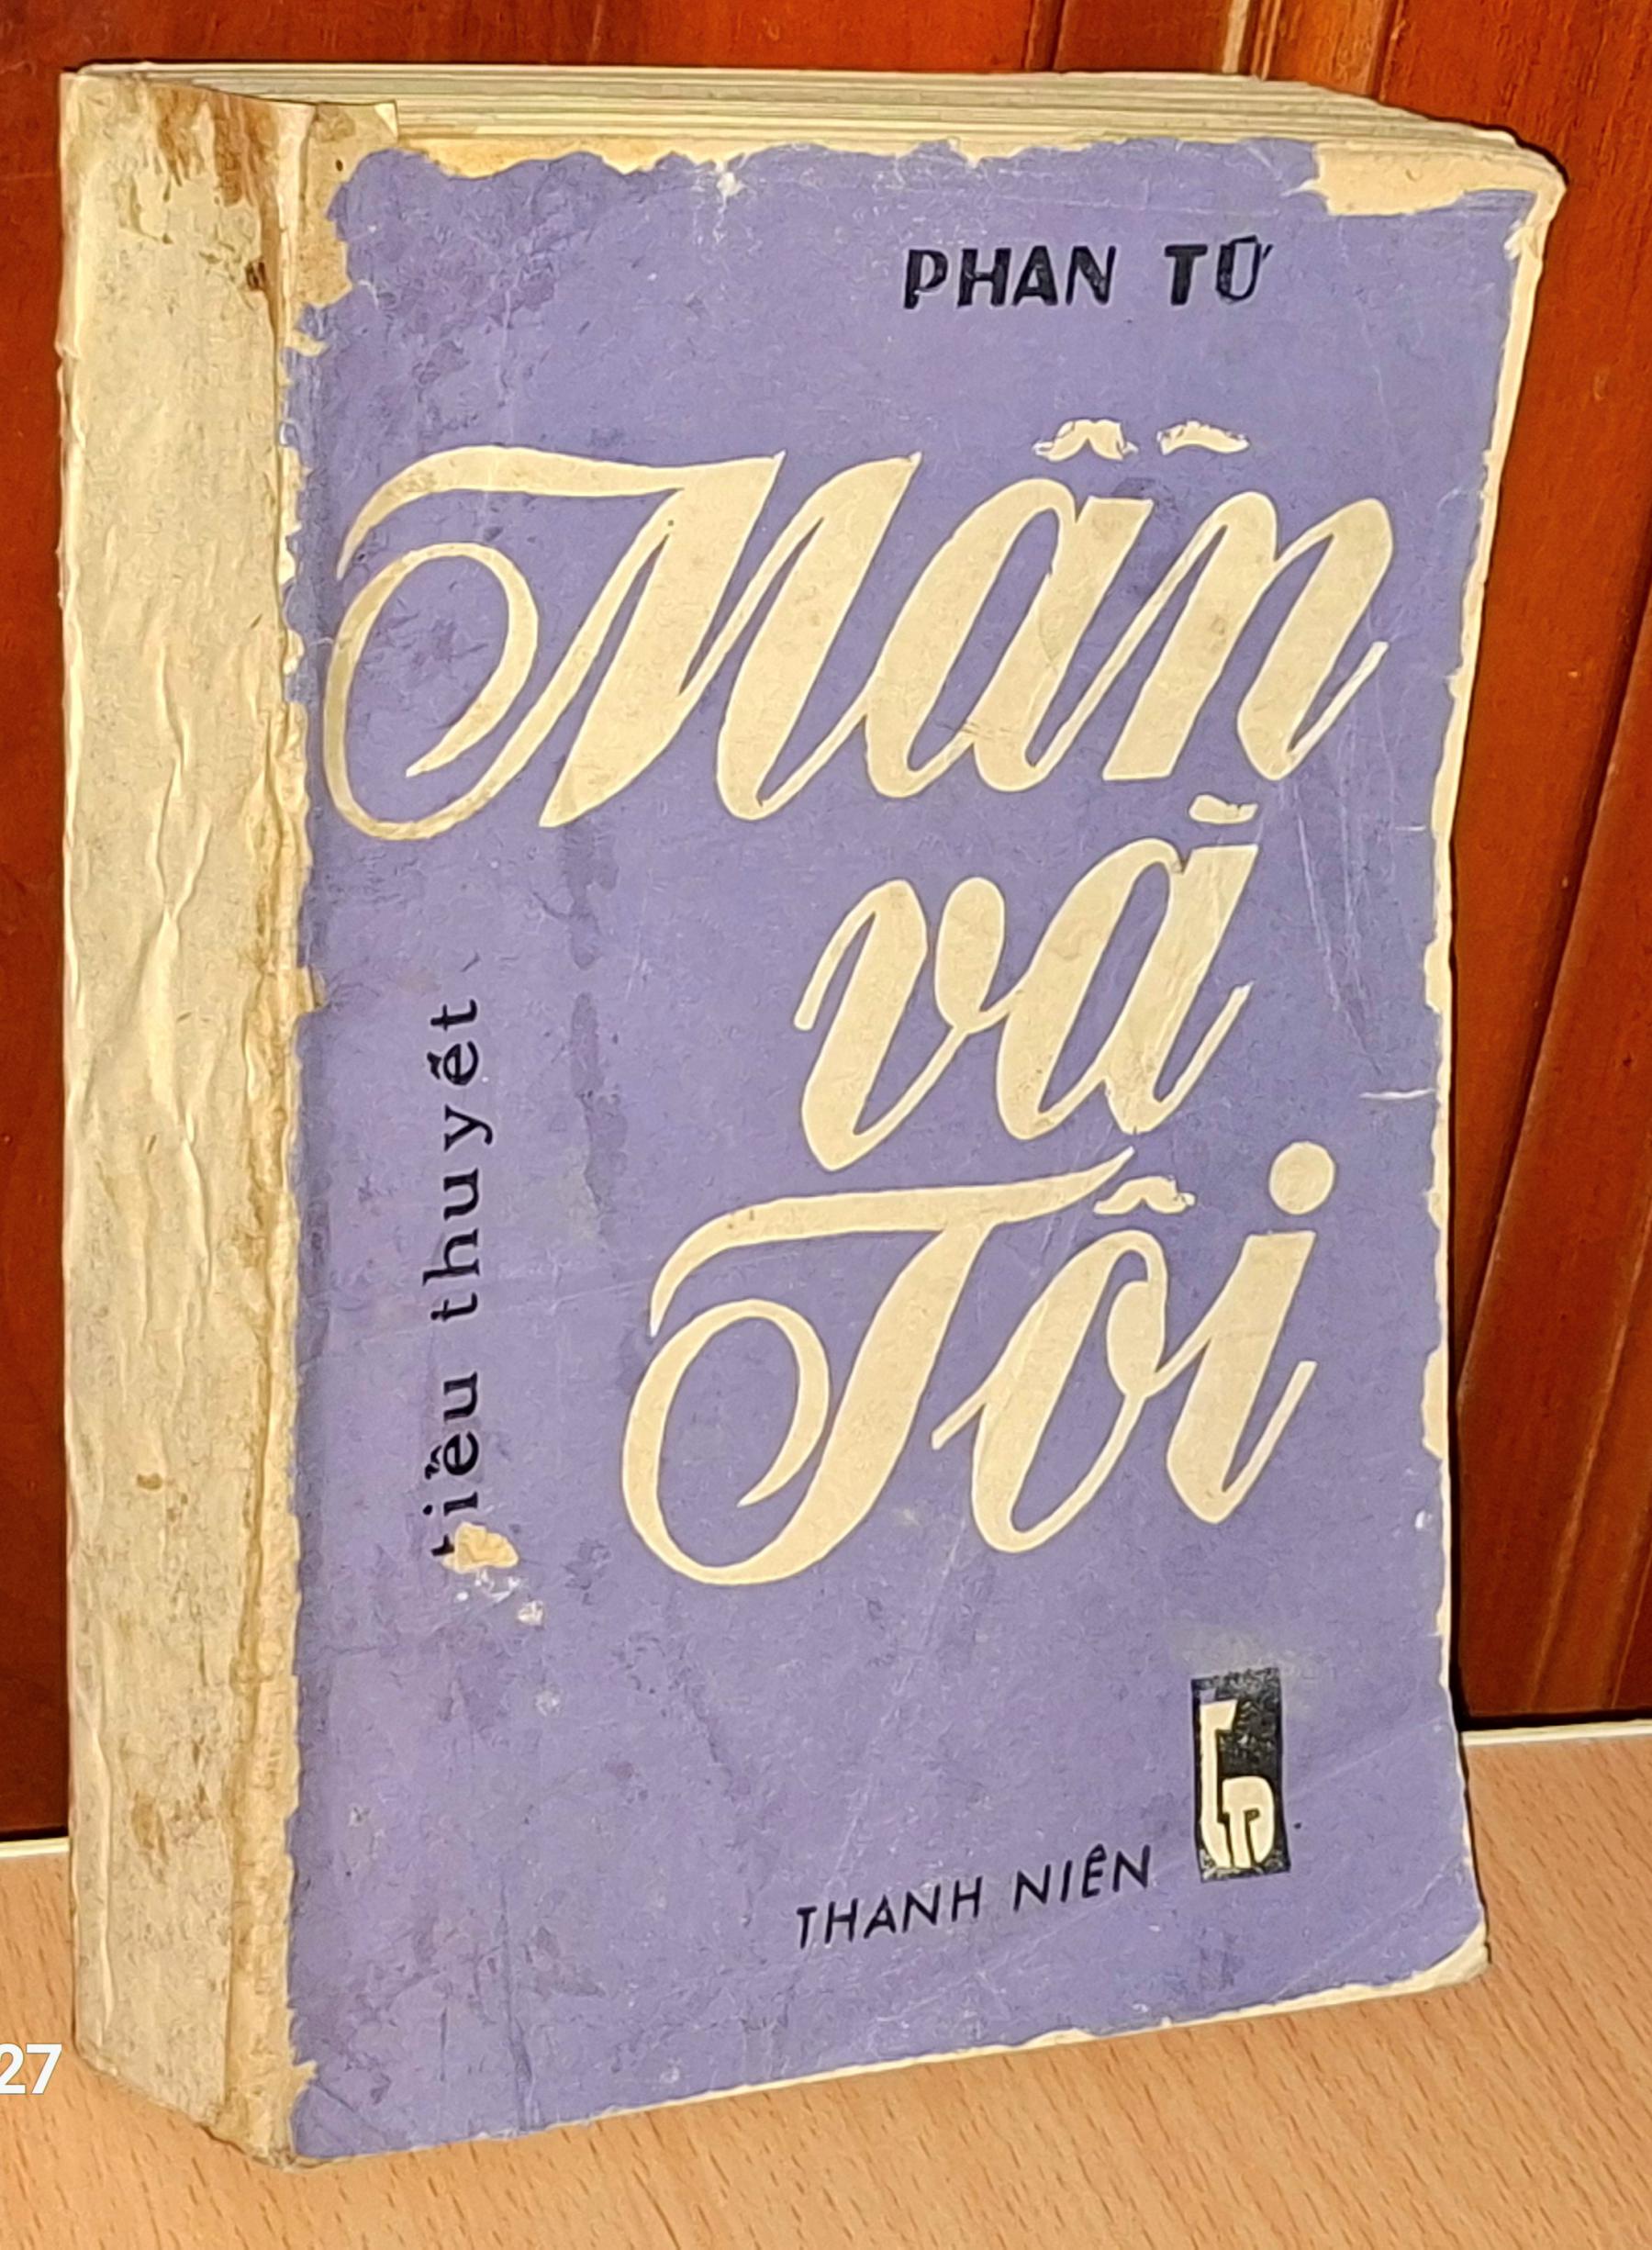 PHAN TỨ
Mẫn
và
Tôi
tiểu thuyết
THANH NIÊN
27